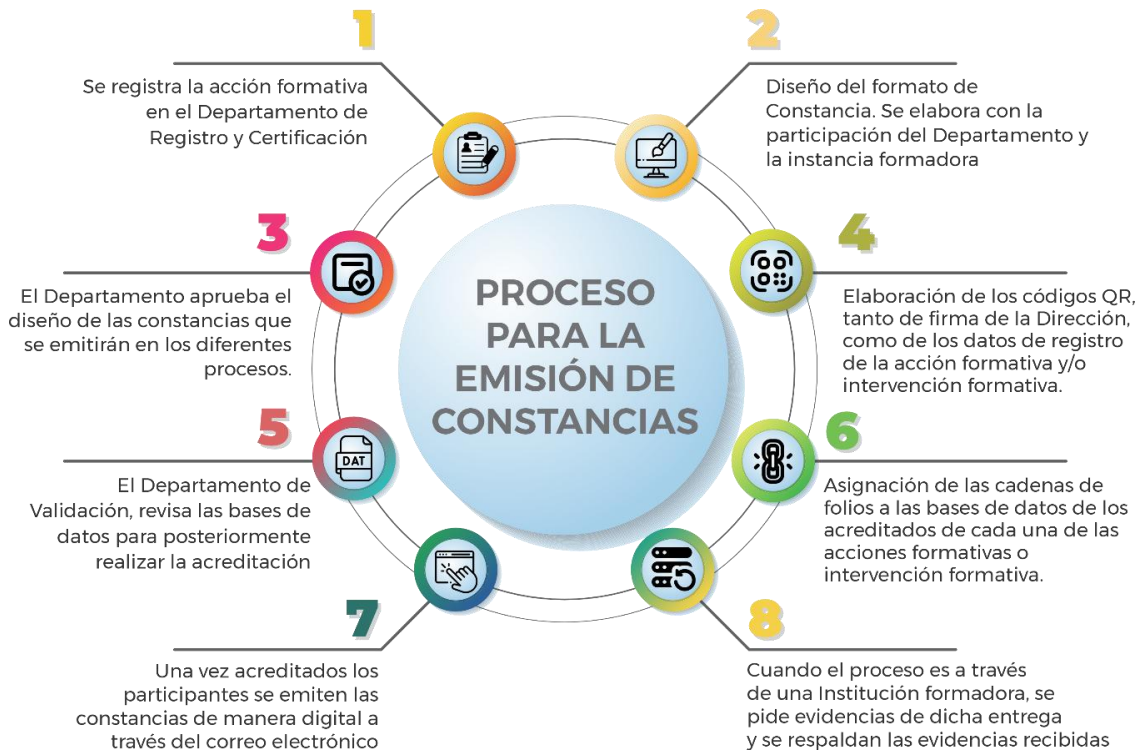 1
Se registra la acción formativa
en el Departamento de
Registro y Certificación
2
Diseño del formato de
Constancia. Se elabora con la
participación del Departamento y
la instancia formadora
3
El Departamento aprueba el
diseño de las constancias que
se emitirán en los diferentes
procesos.
4
Elaboración de los códigos QR,
tanto de firma de la Dirección,
como de los datos de registro
de la acción formativa y/o
intervención formativa.
PROCESO
PARA LA
EMISIÓN DE
CONSTANCIAS
5
DAT
El Departamento de
Validación, revisa las bases de
datos para posteriormente
realizar la acreditación
6
Asignación de las cadenas de
folios a las bases de datos de los
acreditados de cada una de las
acciones formativas o
intervención formativa.
7
Una vez acreditados los
participantes se emiten las
constancias de manera digital a
través del correo electrónico
8
Cuando el proceso es a través
de una Institución formadora, se
pide evidencias de dicha entrega
y se respaldan las evidencias recibidas